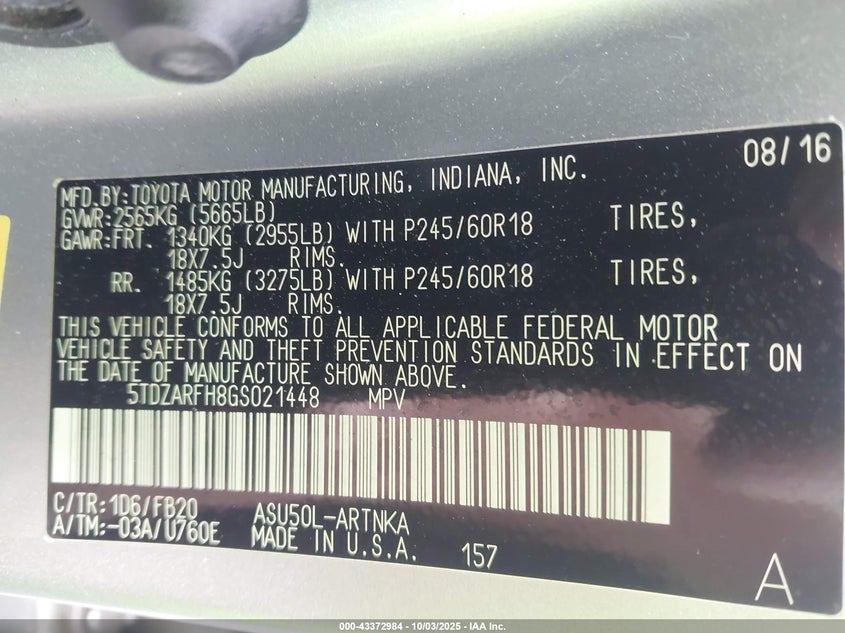 08/16
MFD.BY:TOYOTA MOTOR MANUFACTURING, INDIANA, INC.
GVWR:2565KG (5665LB)
GAWR:FRT. 1340KG (2955LB) WITH P245/60R18 TIRES,
18X7.5J RIMS.
RR. 1485KG (3275LB) WITH P245/60R18 TIRES,
18X7.5J RIMS.
THIS VEHICLE CONFORMS TO ALL APPLICABLE FEDERAL MOTOR
VEHICLE SAFETY AND THEFT PREVENTION STANDARDS IN EFFECT ON
THE DATE OF MANUFACTURE SHOWN ABOVE.
5TDZARFH8GS021448 MPV
C/TR:1D6/FB20 ASU50L-ARTNKA
A/TM:-03A/U760E MADE IN U.S.A. 157
A
000-43372984 - 10/03/2025 - IAA Inc.